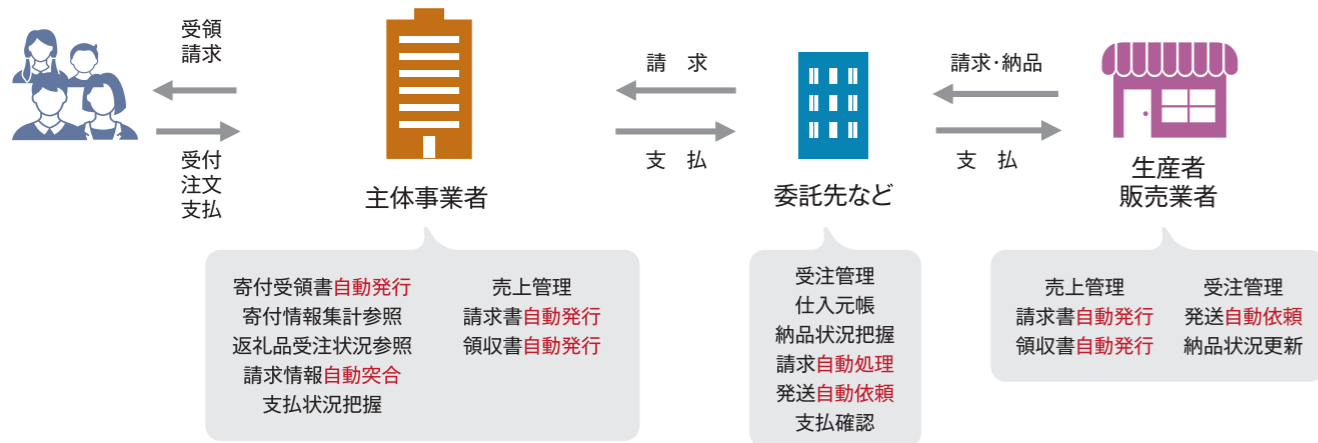 受領
請求
受付
注文
支払
主体事業者
請　求
支　払
委託先など
請求・納品
支　払
生産者
販売業者
寄付受領書自動発行
寄付情報集計参照
返礼品受注状況参照
請求情報自動突合
支払状況把握
売上管理
請求書自動発行
領収書自動発行
受注管理
仕入元帳
納品状況把握
請求自動処理
発送自動依頼
支払確認
売上管理
請求書自動発行
領収書自動発行
受注管理
発送自動依頼
納品状況更新